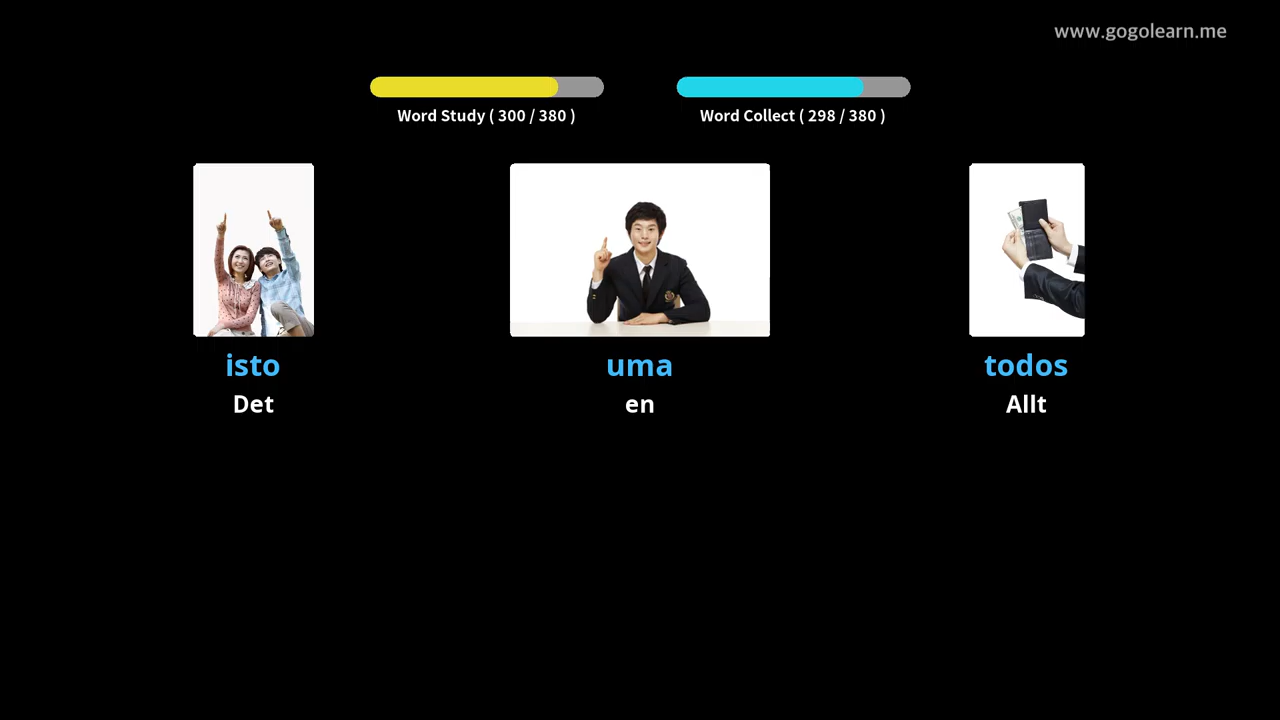 www.gogolearn.me
Word Study ( 300 / 380 )
Word Collect ( 298 / 380 )
isto
uma
todos
Det
en
Allt